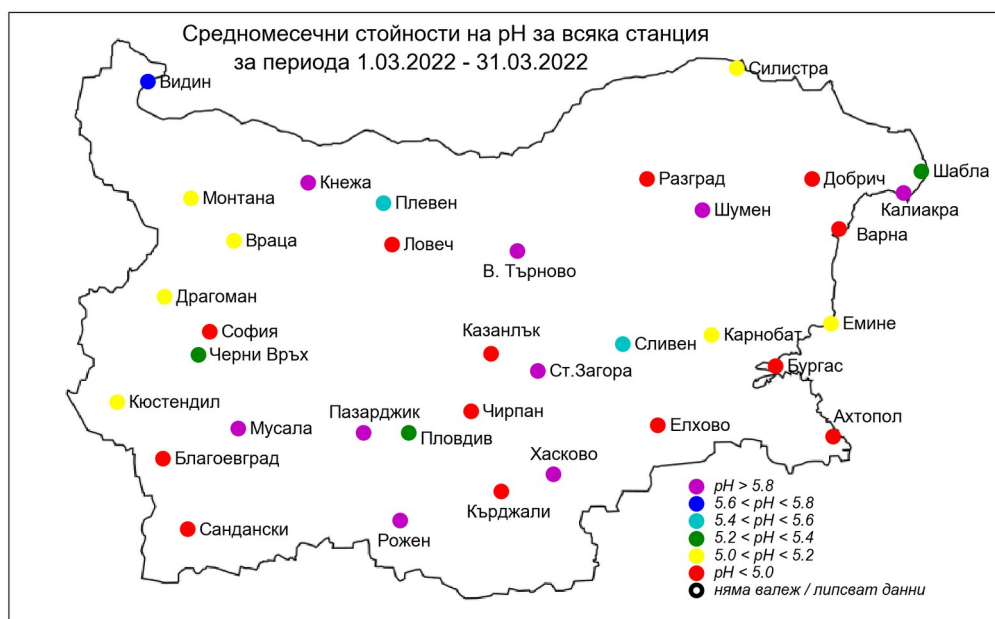 Средномесечни стойности на pH за всяка станция
за периода 1.03.2022 - 31.03.2022
Видин
Силистра
Кнежа
Монтана
Плевен
Разград
Добрич
Шабла
Шумен
Калиакра
Враца
Ловеч
Варна
В. Търново
Драгоман
София
Черни Връх
Казанлък
Сливен
Карнобат
Емине
Ст.Загора
Бургас
Кюстендил
Мусала
Пазарджик
Чирпан
Пловдив
Елхово
Ахтопол
Благоевград
Хасково
Кърджали
Сандански
Рожен
pH > 5.8
5.6 < pH < 5.8
5.4 < pH < 5.6
5.2 < pH < 5.4
5.0 < pH < 5.2
pH < 5.0
няма валеж / липсват данни